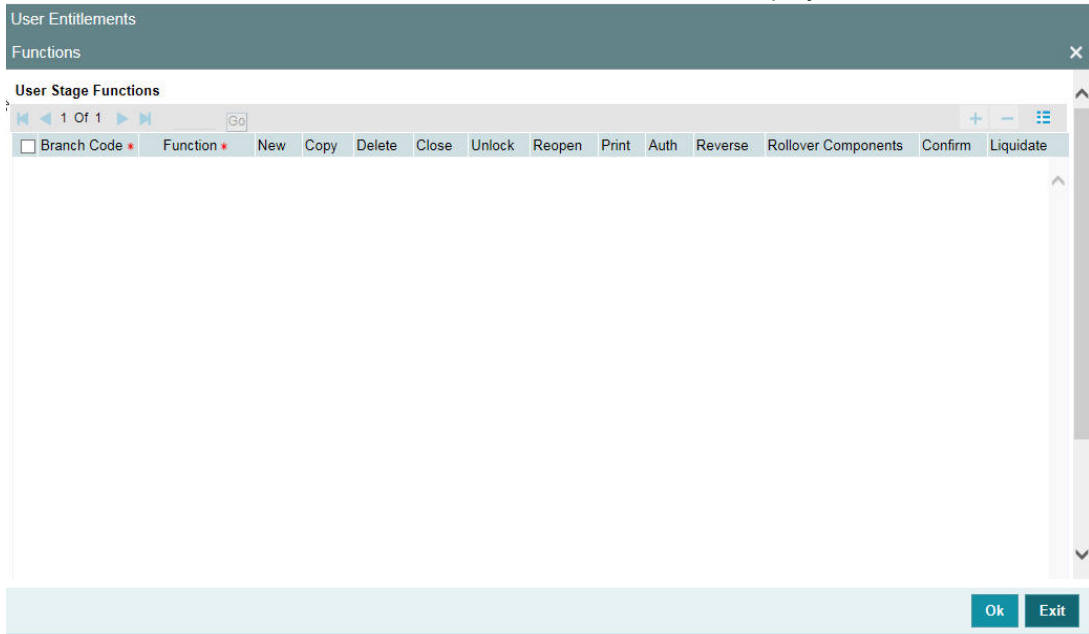 User Entitlements
Functions
User Stage Functions
1 Of 1 Go
Branch Code * Function * New Copy Delete Close Unlock Reopen Print Auth Reverse Rollover Components Confirm Liquidate
Ok Exit